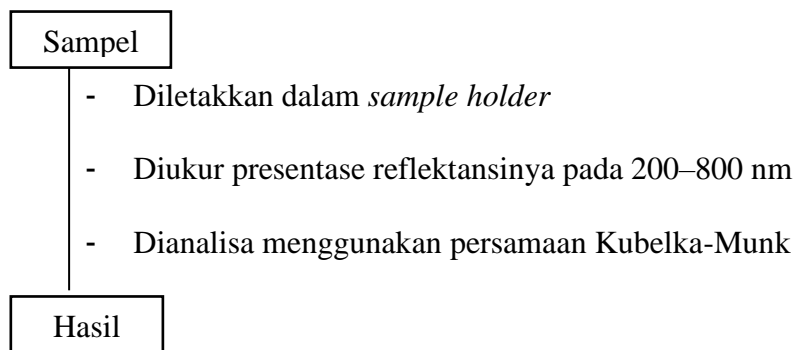 Sampel
- Diletakkan dalam sample holder
- Diukur presentase reflektansinya pada 200–800 nm
- Dianalisa menggunakan persamaan Kubelka-Munk
Hasil